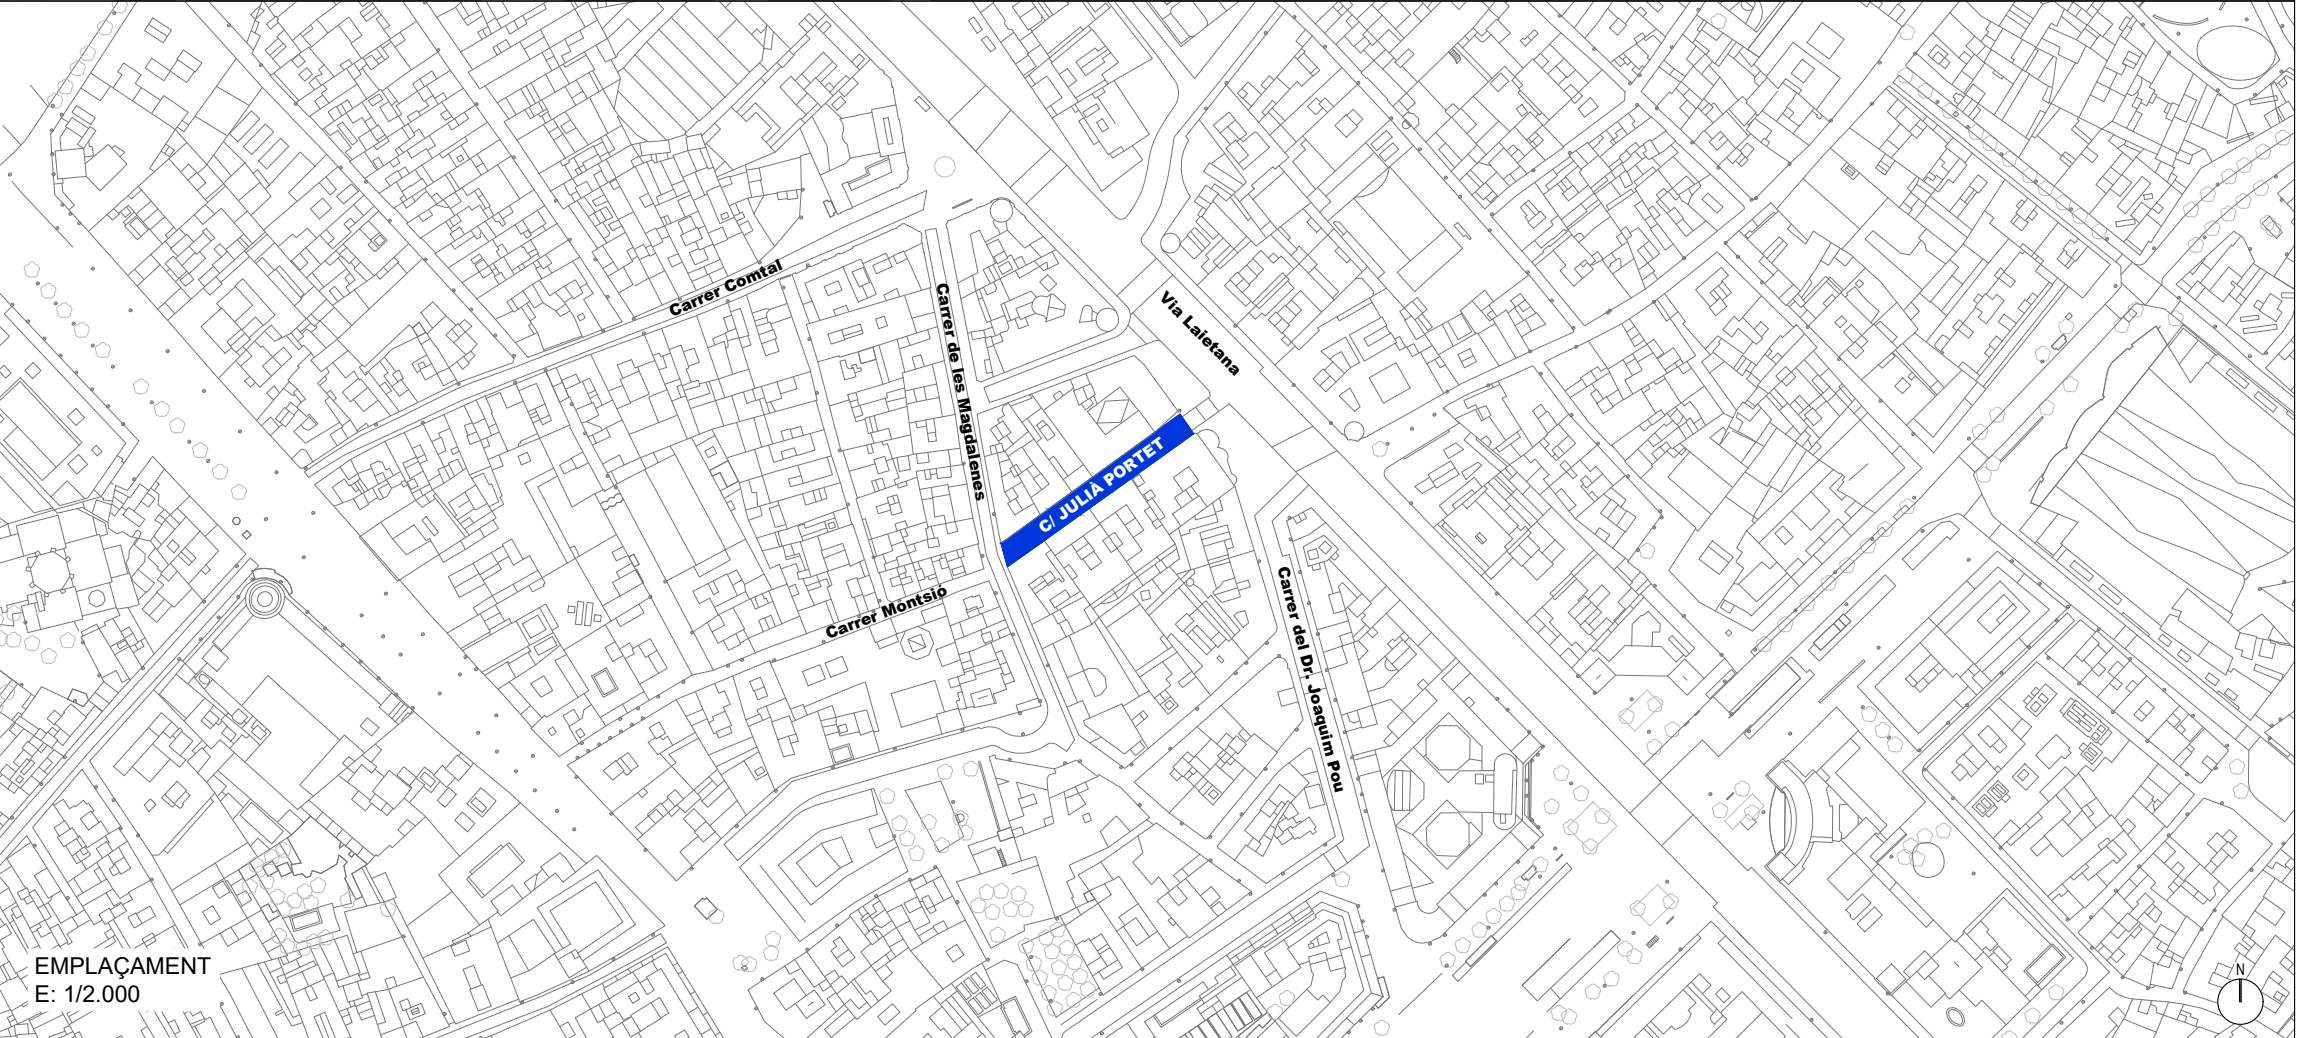 Carrer Comtal
Carrer de les Magdalenes
Via Laietana
C/ JULIÀ PORTET
Carrer Montsió
Carrer del Dr. Joaquim Pou
EMPLAÇAMENT
E: 1/2.000
N